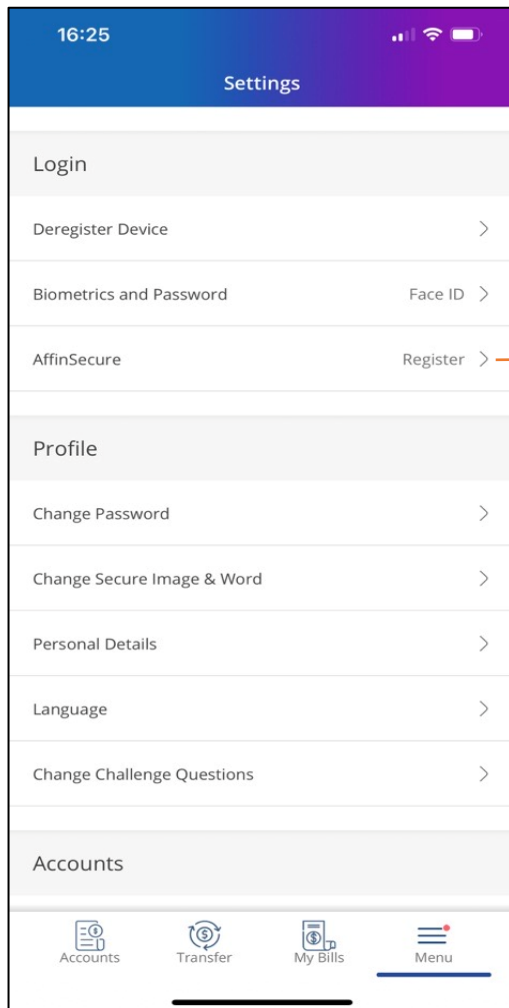 16:25
Settings
Login
Deregister Device
Biometrics and Password Face ID
AffinSecure Register
Profile
Change Password
Change Secure Image & Word
Personal Details
Language
Change Challenge Questions
Accounts
Accounts Transfer My Bills Menu